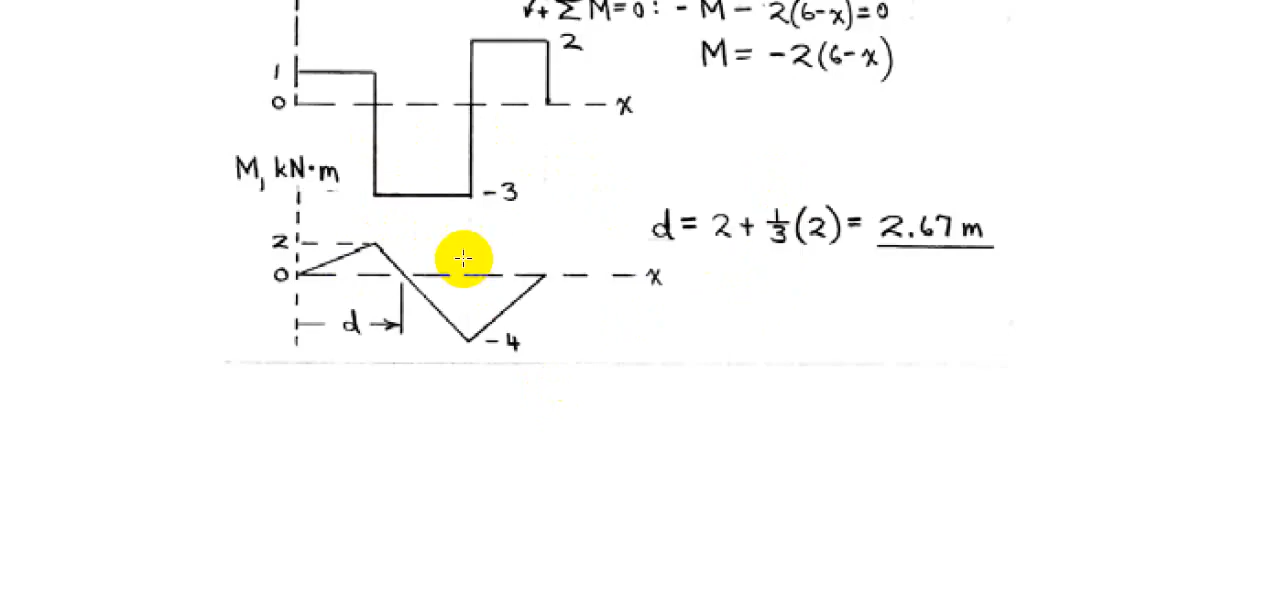 ↙+ Σ M=0: - M - 2(6-x)=0
2
M = -2(6-x)
1
0
x
M, kN·m
-3
d = 2 + 1/3 (2) = 2.67 m
2
0
x
d
-4